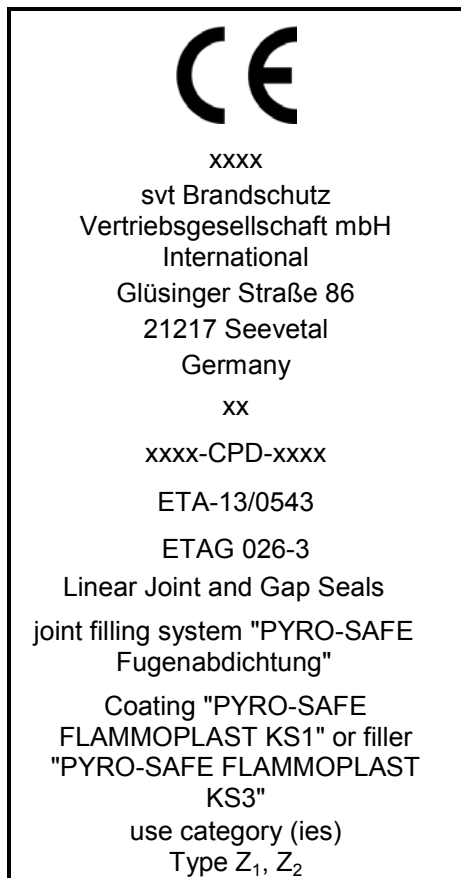 CE
xxxx
svt Brandschutz
Vertriebsgesellschaft mbH
International
Glüsinger Straße 86
21217 Seevetal
Germany
xx
xxxx-CPD-xxxx
ETA-13/0543
ETAG 026-3
Linear Joint and Gap Seals
joint filling system "PYRO-SAFE
Fugenabdichtung"
Coating "PYRO-SAFE
FLAMMOPLAST KS1" or filler
"PYRO-SAFE FLAMMOPLAST
KS3"
use category (ies)
Type Z₁, Z₂